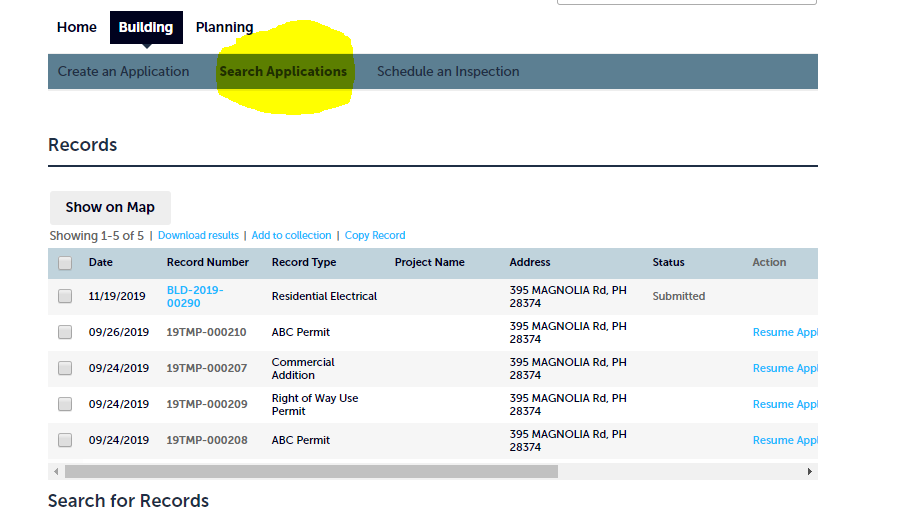 Home Building Planning
Create an Application Search Applications Schedule an Inspection
Records
Show on Map
Showing 1-5 of 5 | Download results | Add to collection | Copy Record
Date Record Number Record Type Project Name Address Status Action
11/19/2019 BLD-2019-00290 Residential Electrical 395 MAGNOLIA Rd, PH 28374 Submitted
09/26/2019 19TMP-000210 ABC Permit 395 MAGNOLIA Rd, PH 28374 Resume Appl
09/24/2019 19TMP-000207 Commercial Addition 395 MAGNOLIA Rd, PH 28374 Resume Appl
09/24/2019 19TMP-000209 Right of Way Use Permit 395 MAGNOLIA Rd, PH 28374 Resume Appl
09/24/2019 19TMP-000208 ABC Permit 395 MAGNOLIA Rd, PH 28374 Resume Appl
Search for Records